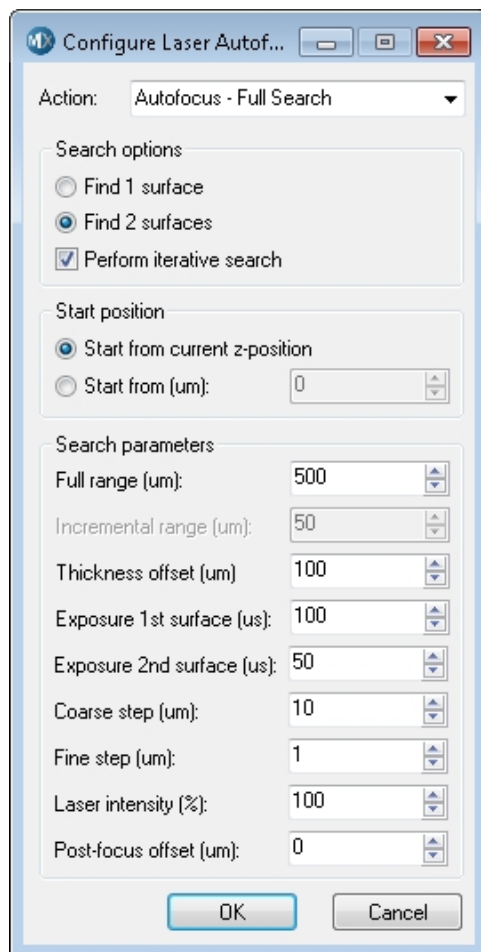 MX Configure Laser Autof...
Action: Autofocus - Full Search
Search options
Find 1 surface
Find 2 surfaces
Perform iterative search
Start position
Start from current z-position
Start from (um): 0
Search parameters
Full range (um): 500
Incremental range (um): 50
Thickness offset (um) 100
Exposure 1st surface (us): 100
Exposure 2nd surface (us): 50
Coarse step (um): 10
Fine step (um): 1
Laser intensity (%): 100
Post-focus offset (um): 0
OK Cancel